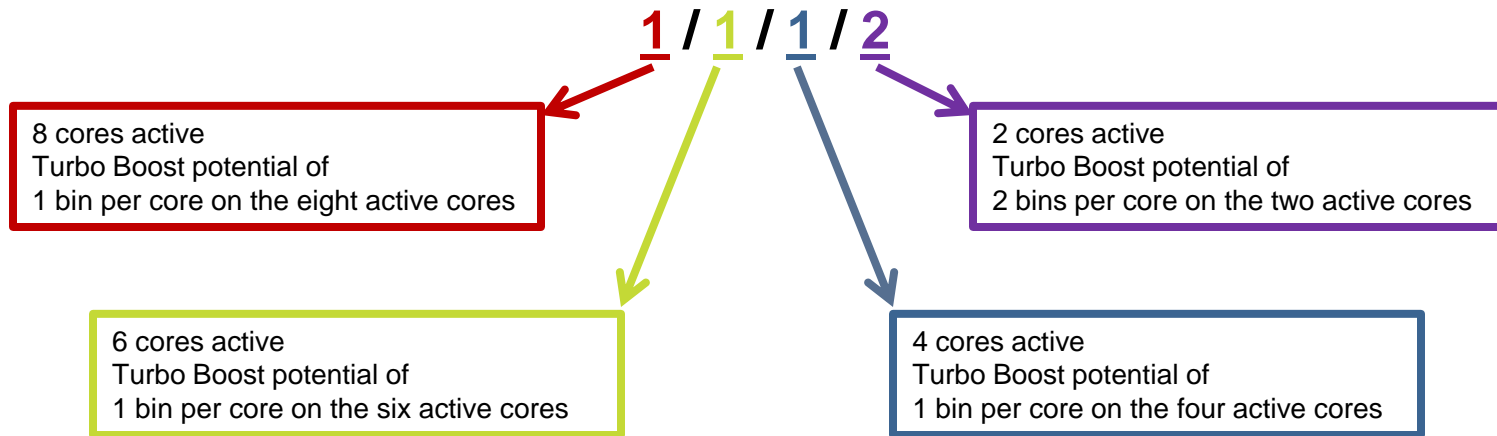 1 / 1 / 1 / 2
8 cores active
Turbo Boost potential of
1 bin per core on the eight active cores
2 cores active
Turbo Boost potential of
2 bins per core on the two active cores
6 cores active
Turbo Boost potential of
1 bin per core on the six active cores
4 cores active
Turbo Boost potential of
1 bin per core on the four active cores